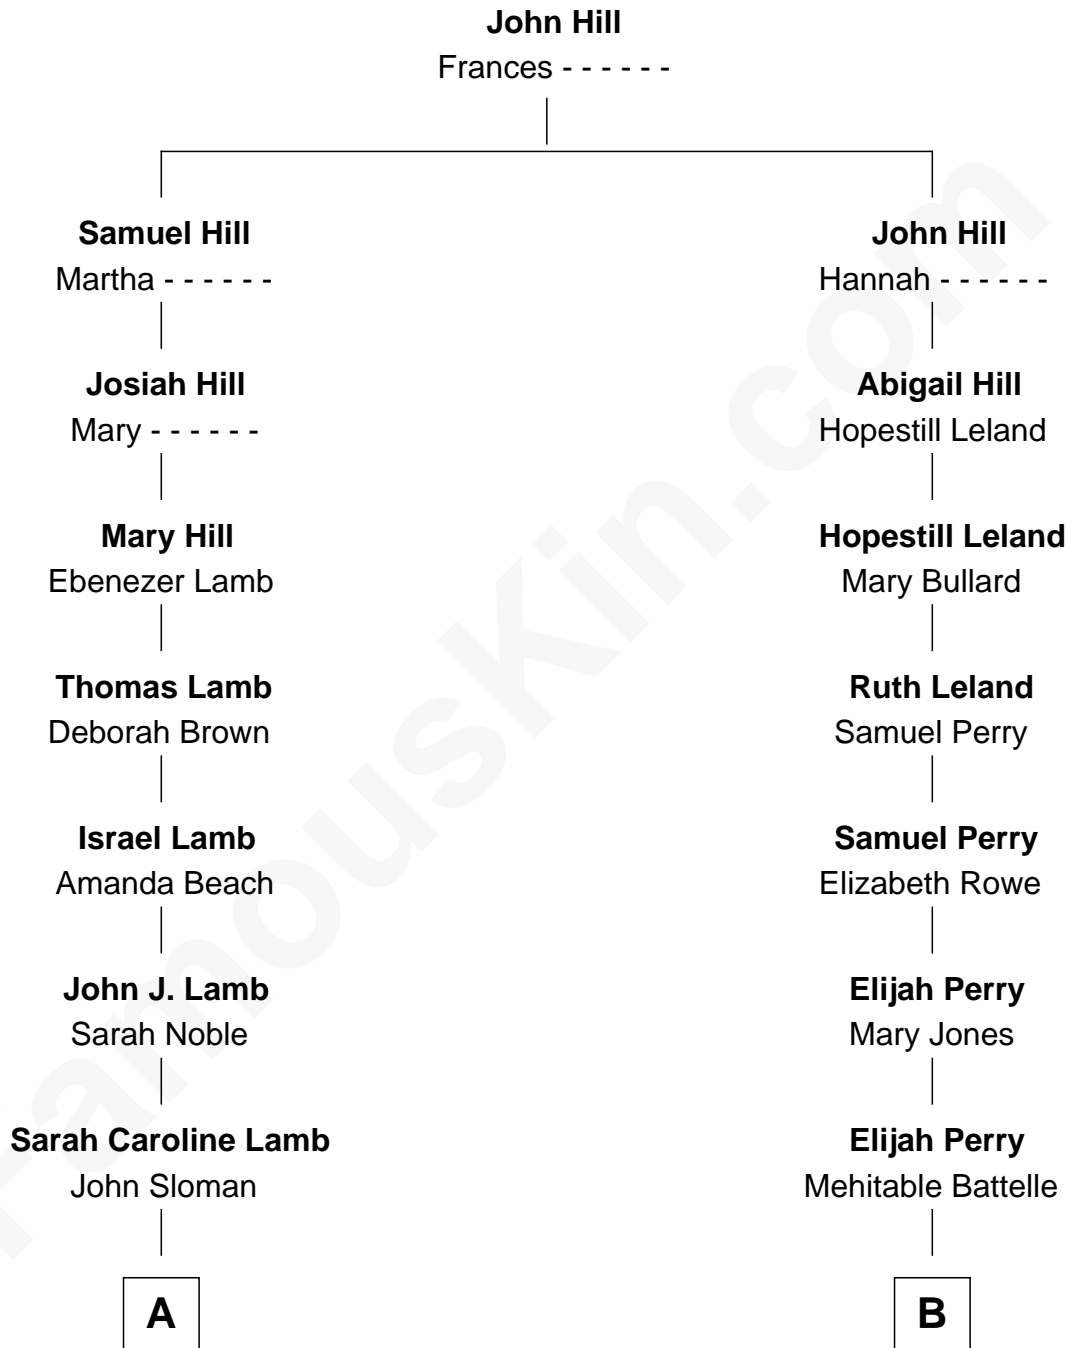 John Hill
Frances - - - - - -
Samuel Hill
Martha - - - - - -
John Hill
Hannah - - - - - -
Josiah Hill
Mary - - - - - -
Abigail Hill
Hopestill Leland
Mary Hill
Ebenezer Lamb
Hopestill Leland
Mary Bullard
Thomas Lamb
Deborah Brown
Ruth Leland
Samuel Perry
Israel Lamb
Amanda Beach
Samuel Perry
Elizabeth Rowe
John J. Lamb
Sarah Noble
Elijah Perry
Mary Jones
Sarah Caroline Lamb
John Sloman
Elijah Perry
Mehitable Battelle
A
B
FamousKin.com